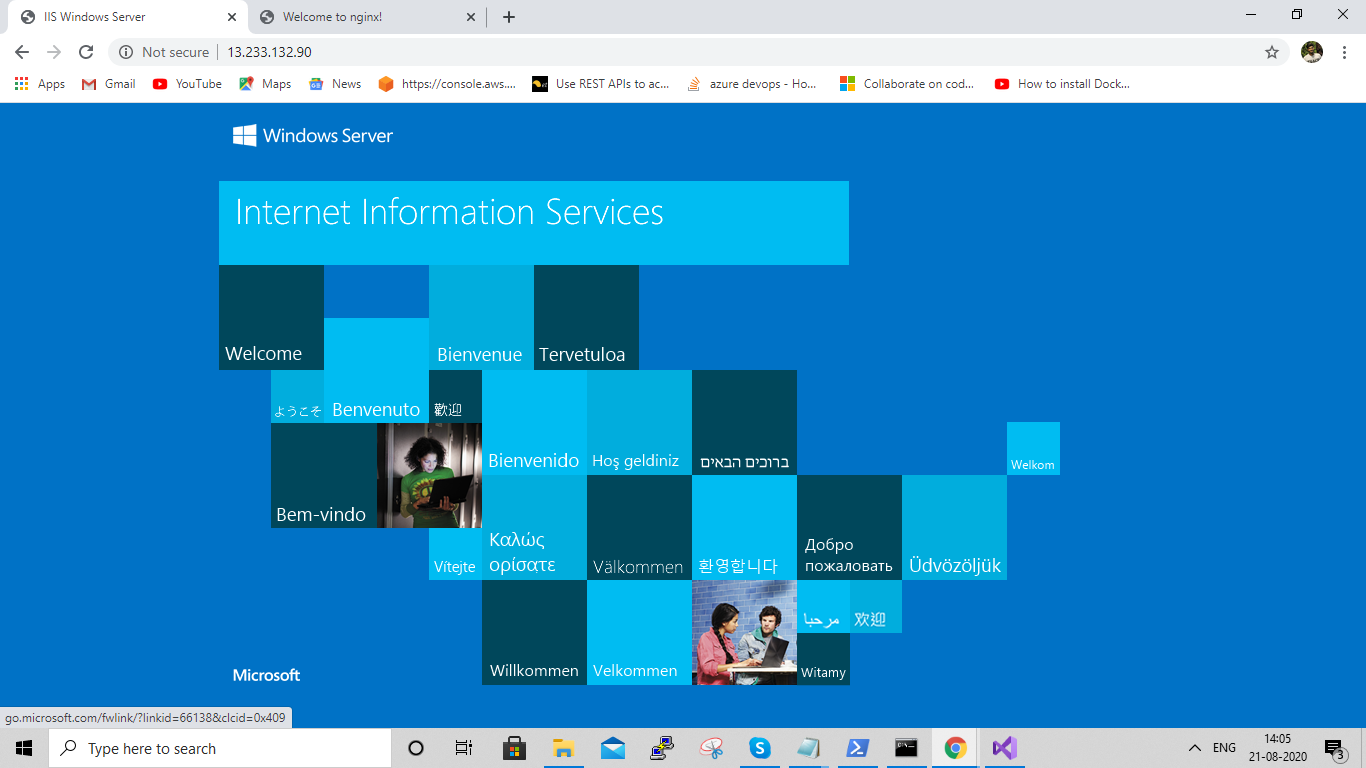 IIS Windows Server
Welcome to nginx!
Not secure
13.233.132.90
Apps
Gmail
YouTube
Maps
News
https://console.aws....
Use REST APIs to ac...
azure devops - Ho...
Collaborate on cod...
How to install Dock...
Windows Server
Internet Information Services
Welcome
Bienvenue
Tervetuloa
ようこそ
Benvenuto
歡迎
Bienvenido
Hoş geldiniz
ברוכים הבאים
Welkom
Bem-vindo
Vítejte
Καλώς
ορίσατε
Välkommen
환영합니다
Добро
пожаловать
Üdvözöljük
Willkommen
Velkommen
مرحبا
欢迎
Witamy
Microsoft
go.microsoft.com/fwlink/?linkid=66138&clcid=0x409
Type here to search
ENG
14:05
21-08-2020
3